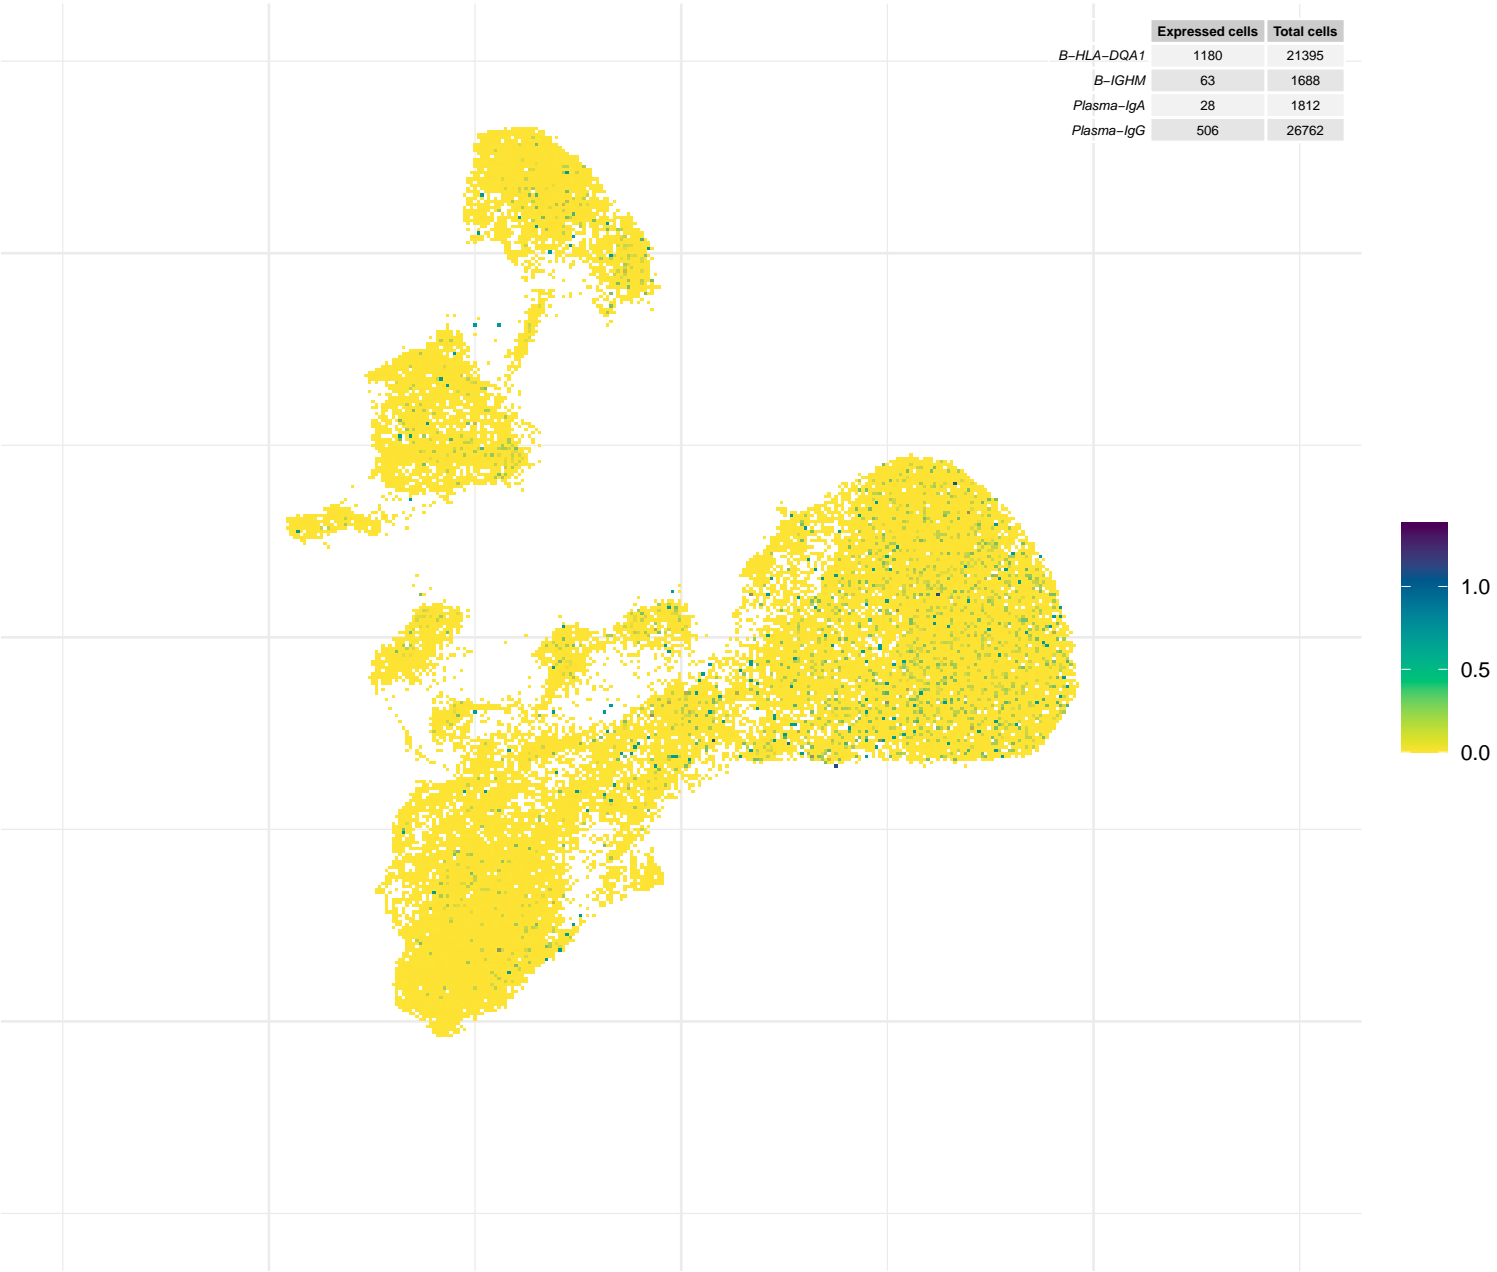 Expressed cells Total cells
B−HLA−DQA1 1180 21395
B−IGHM 63 1688
Plasma−IgA 28 1812
Plasma−IgG 506 26762
1.0
0.5
0.0